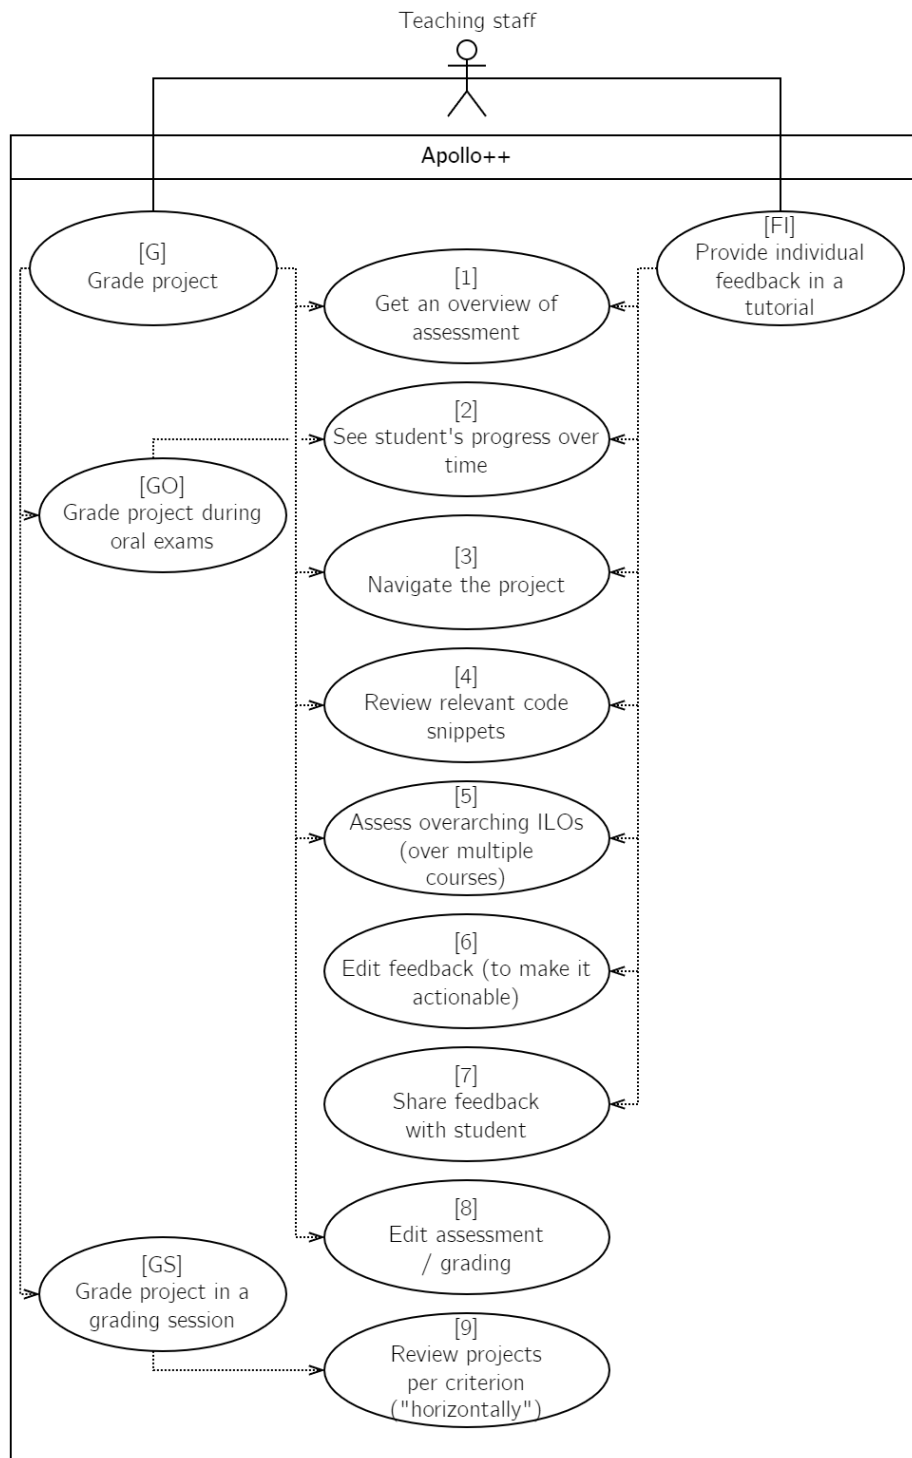 Teaching staff
Apollo++
[G]
Grade project
[FI]
Provide individual
feedback in a
tutorial
[1]
Get an overview of
assessment
[2]
See student's progress over
time
[GO]
Grade project during
oral exams
[3]
Navigate the project
[4]
Review relevant code
snippets
[5]
Assess overarching ILOs
(over multiple
courses)
[6]
Edit feedback (to make it
actionable)
[7]
Share feedback
with student
[8]
Edit assessment
/ grading
[GS]
Grade project in a
grading session
[9]
Review projects
per criterion
("horizontally")